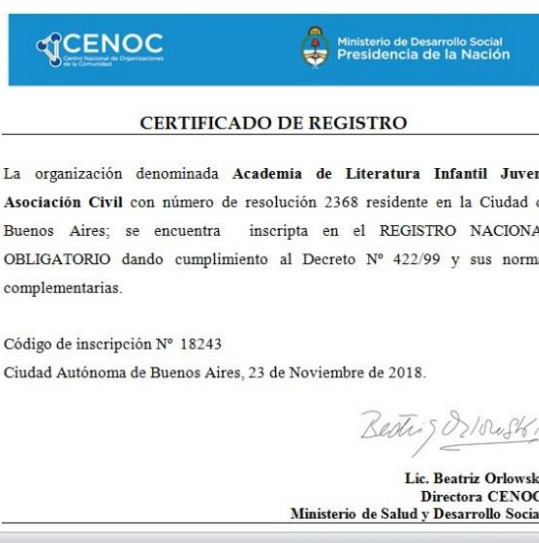 CENOC
Centro Nacional de Organizaciones
de la Comunidad
Ministerio de Desarrollo Social
Presidencia de la Nación
CERTIFICADO DE REGISTRO
La organización denominada Academia de Literatura Infantil Juven
Asociación Civil con número de resolución 2368 residente en la Ciudad d
Buenos Aires; se encuentra inscripta en el REGISTRO NACIONA
OBLIGATORIO dando cumplimiento al Decreto Nº 422/99 y sus norma
complementarias.
Código de inscripción Nº 18243
Ciudad Autónoma de Buenos Aires, 23 de Noviembre de 2018.
Beatriz Orlowski
Lic. Beatriz Orlowsk
Directora CENOC
Ministerio de Salud y Desarrollo Socia